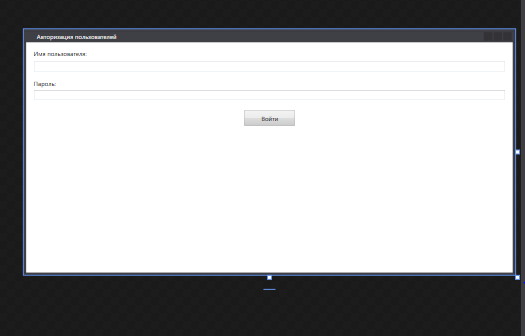 Авторизация пользователей
Имя пользователя:
Пароль:
Войти